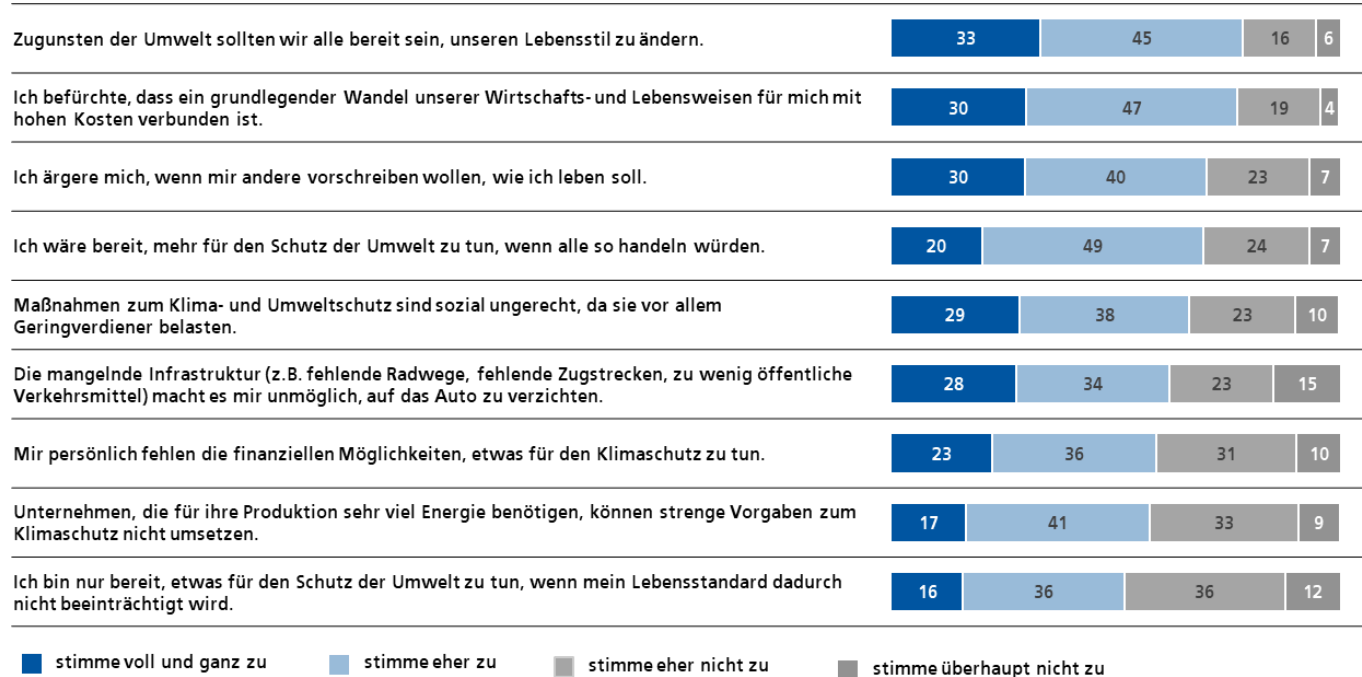 Zugunsten der Umwelt sollten wir alle bereit sein, unseren Lebensstil zu ändern.
33 45 16 6
Ich befürchte, dass ein grundlegender Wandel unserer Wirtschafts- und Lebensweisen für mich mit
hohen Kosten verbunden ist.
30 47 19 4
Ich ärgere mich, wenn mir andere vorschreiben wollen, wie ich leben soll.
30 40 23 7
Ich wäre bereit, mehr für den Schutz der Umwelt zu tun, wenn alle so handeln würden.
20 49 24 7
Maßnahmen zum Klima- und Umweltschutz sind sozial ungerecht, da sie vor allem
Geringverdiener belasten.
29 38 23 10
Die mangelnde Infrastruktur (z.B. fehlende Radwege, fehlende Zugstrecken, zu wenig öffentliche
Verkehrsmittel) macht es mir unmöglich, auf das Auto zu verzichten.
28 34 23 15
Mir persönlich fehlen die finanziellen Möglichkeiten, etwas für den Klimaschutz zu tun.
23 36 31 10
Unternehmen, die für ihre Produktion sehr viel Energie benötigen, können strenge Vorgaben zum
Klimaschutz nicht umsetzen.
17 41 33 9
Ich bin nur bereit, etwas für den Schutz der Umwelt zu tun, wenn mein Lebensstandard dadurch
nicht beeinträchtigt wird.
16 36 36 12
stimme voll und ganz zu stimme eher zu stimme eher nicht zu stimme überhaupt nicht zu